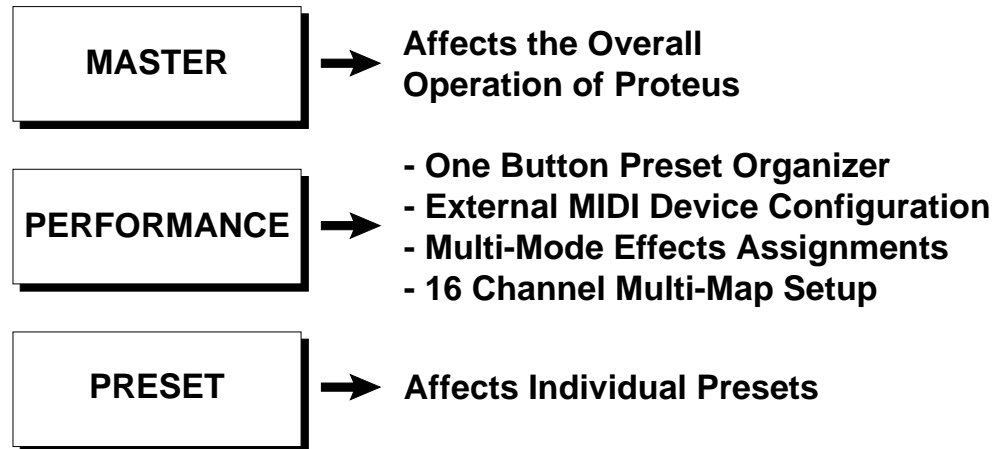 MASTER
Affects the Overall
Operation of Proteus
PERFORMANCE
- One Button Preset Organizer
- External MIDI Device Configuration
- Multi-Mode Effects Assignments
- 16 Channel Multi-Map Setup
PRESET
Affects Individual Presets